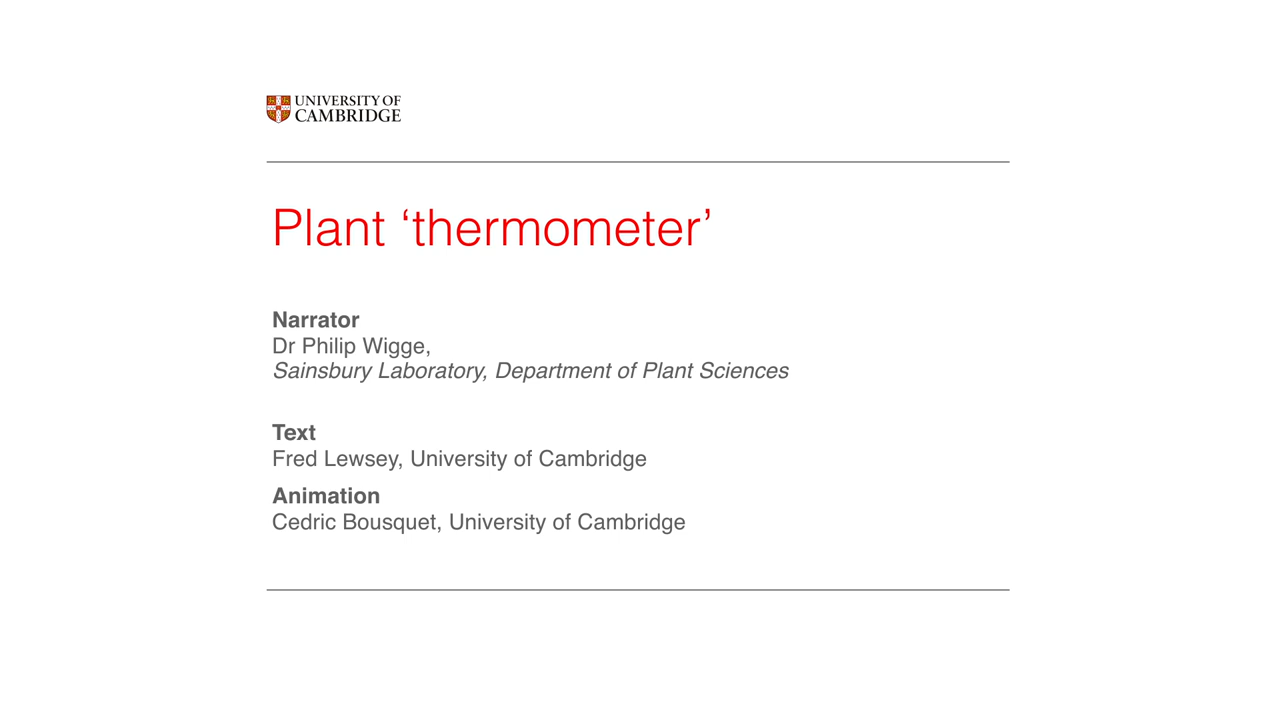 UNIVERSITY OF
CAMBRIDGE
Plant ‘thermometer’
Narrator
Dr Philip Wigge,
Sainsbury Laboratory, Department of Plant Sciences
Text
Fred Lewsey, University of Cambridge
Animation
Cedric Bousquet, University of Cambridge